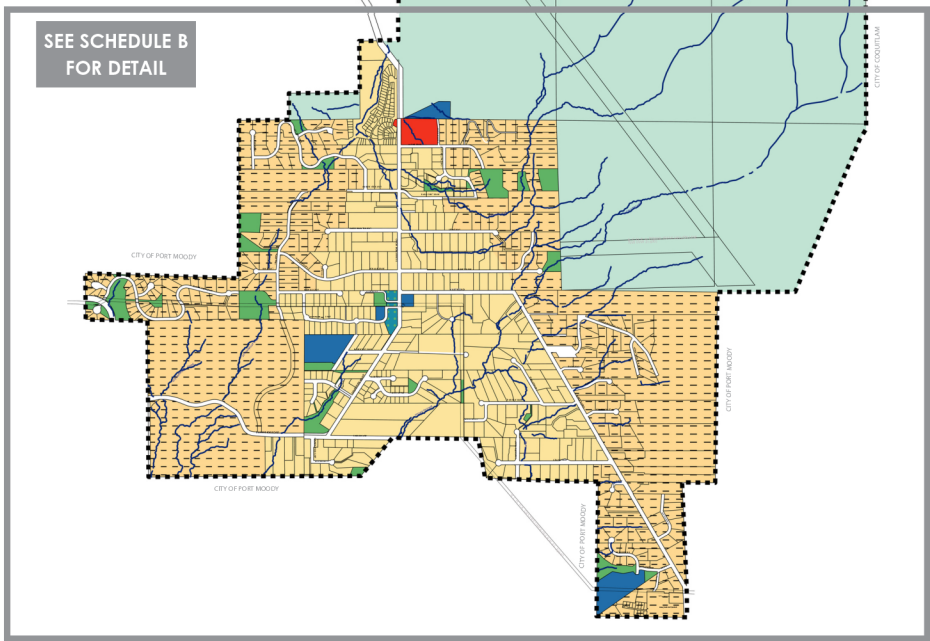 SEE SCHEDULE B
FOR DETAIL
CITY OF COQUITLAM
CITY OF PORT MOODY
CITY OF PORT MOODY
CITY OF PORT MOODY
CITY OF PORT MOODY